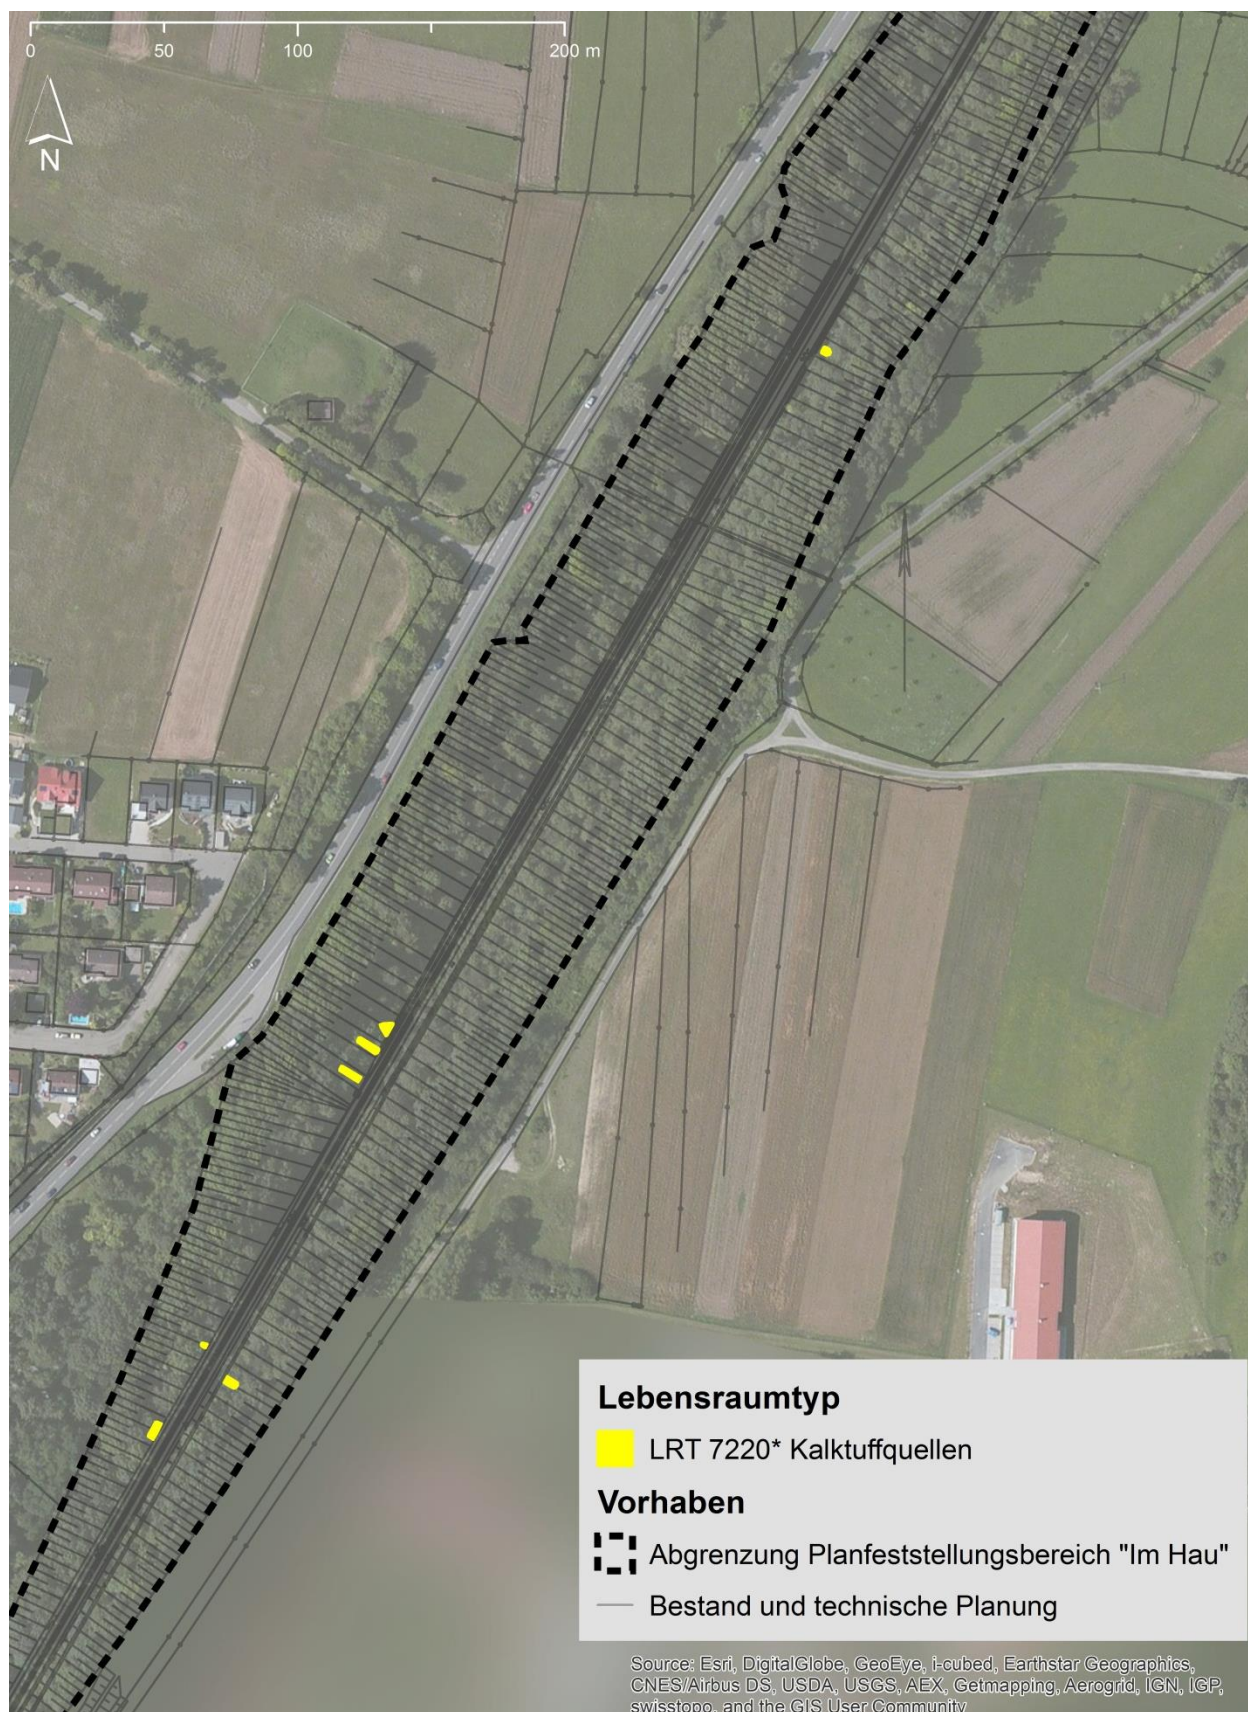 0 50 100 200 m
N
Lebensraumtyp
LRT 7220* Kalktuffquellen
Vorhaben
Abgrenzung Planfeststellungsbereich "Im Hau"
Bestand und technische Planung
Source: Esri, DigitalGlobe, GeoEye, i-cubed, Earthstar Geographics,
CNES/Airbus DS, USDA, USGS, AEX, Getmapping, Aerogrid, IGN, IGP,
swisstopo, and the GIS User Community